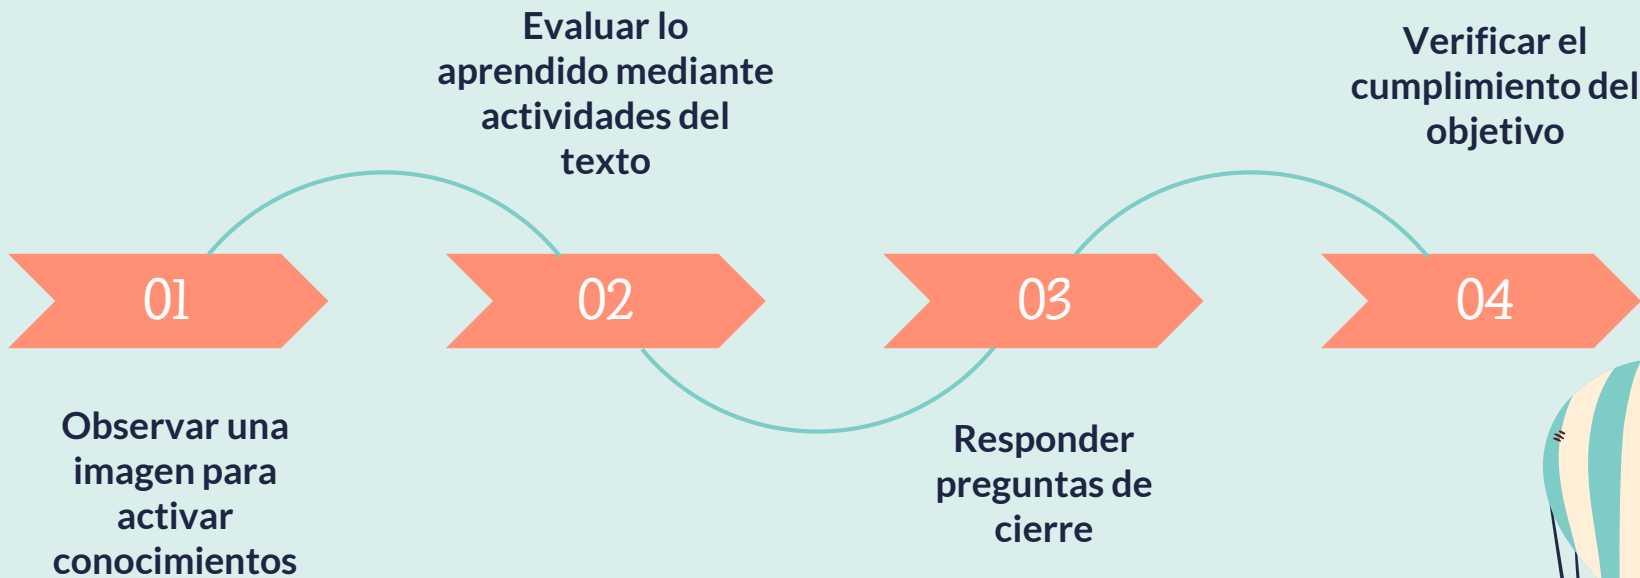 01
Observar una
imagen para
activar
conocimientos
02
Evaluar lo
aprendido mediante
actividades del
texto
03
Responder
preguntas de
cierre
04
Verificar el
cumplimiento del
objetivo